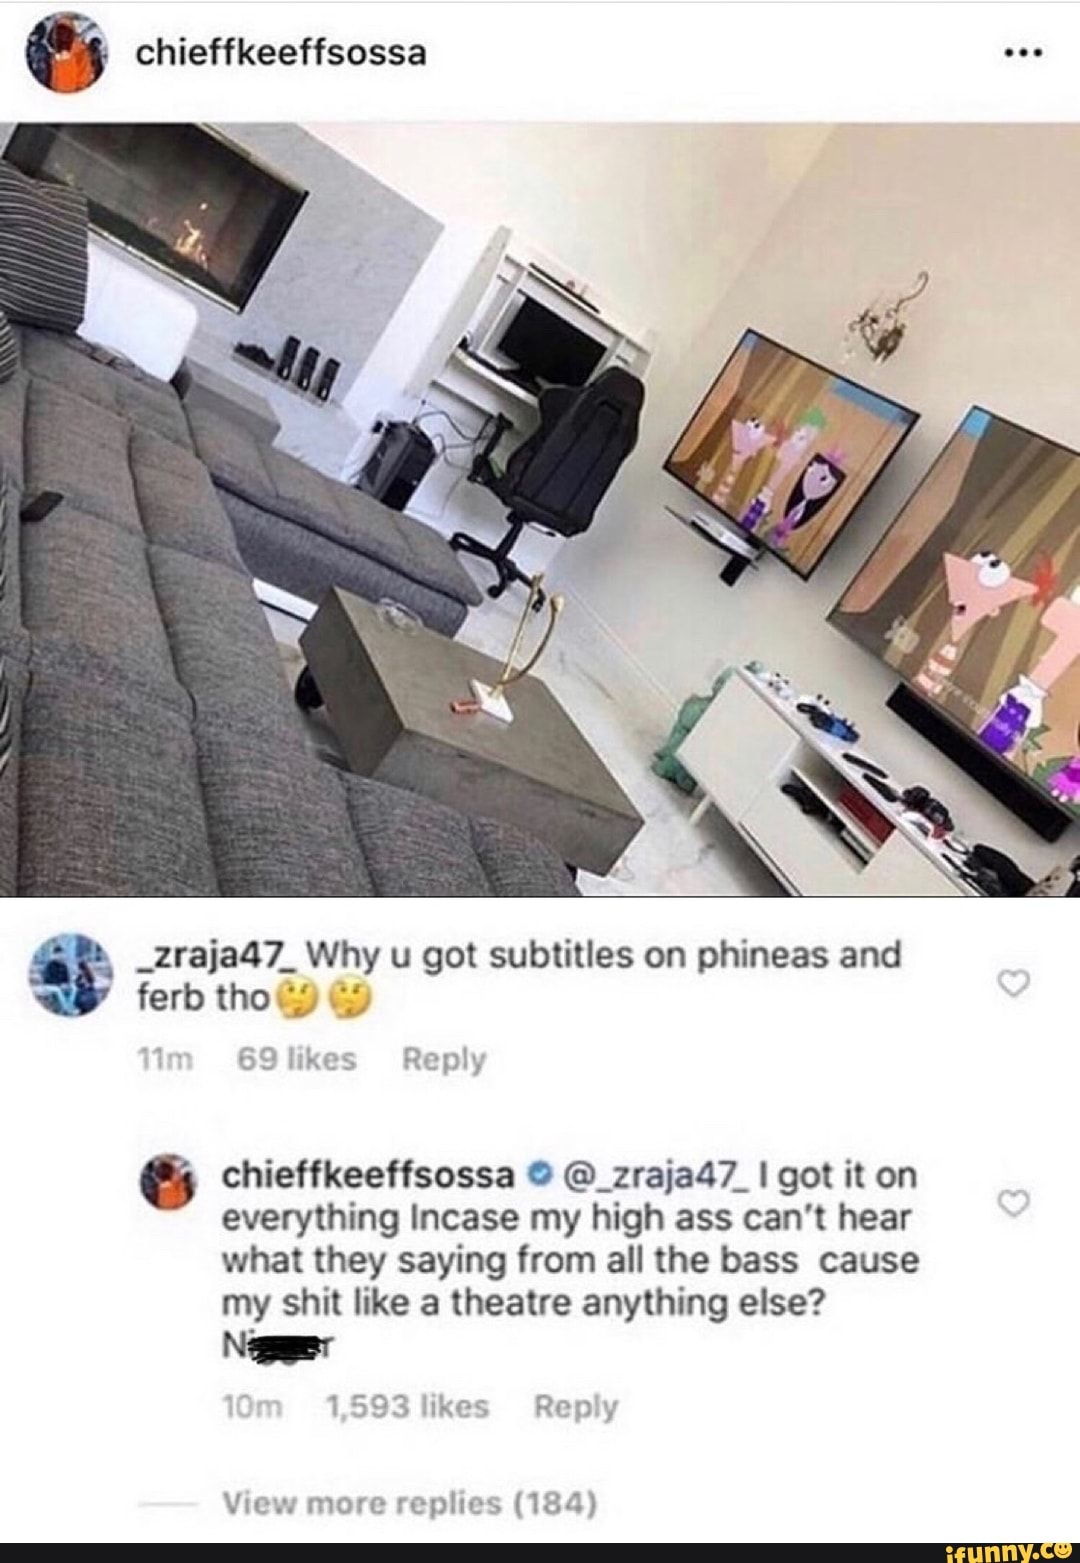 chieffkeeffsossa
_zraja47_ Why u got subtitles on phineas and
ferb tho🤔🤔
11m 69 likes Reply
chieffkeeffsossa @_zraja47_ I got it on
everything Incase my high ass can't hear
what they saying from all the bass cause
my shit like a theatre anything else?
10m 1,593 likes Reply
View more replies (184)
ifunny.co